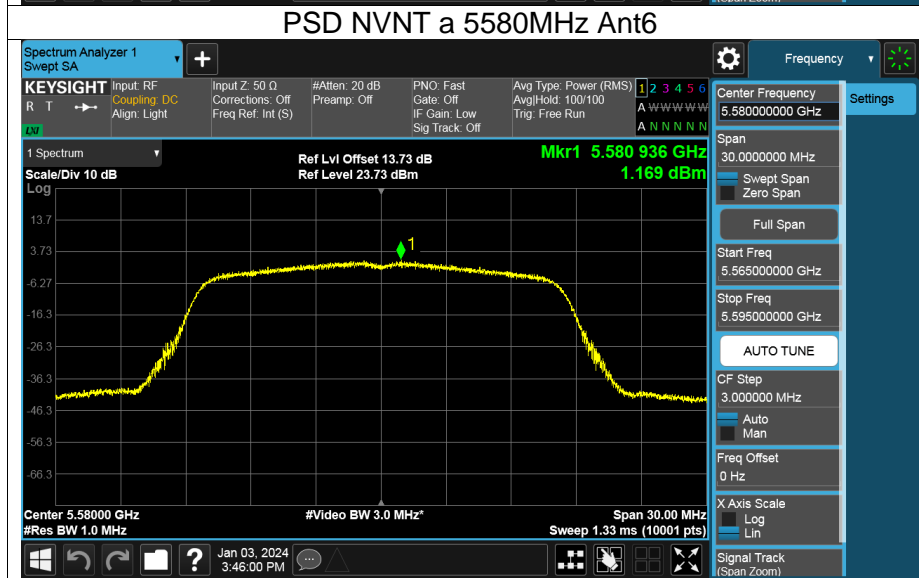 (Span Zoom)
PSD NVNT a 5580MHz Ant6
Spectrum Analyzer 1
Swept SA
+
Frequency
KEYSIGHT
R T
LXI
Input: RF
Coupling: DC
Align: Light
Input Z: 50 Ω
Corrections: Off
Freq Ref: Int (S)
#Atten: 20 dB
Preamp: Off
PNO: Fast
Gate: Off
IF Gain: Low
Sig Track: Off
Avg Type: Power (RMS)
Avg|Hold: 100/100
Trig: Free Run
1 2 3 4 5 6
A W W W W W
A N N N N N
1 Spectrum
Scale/Div 10 dB
Log
Ref Lvl Offset 13.73 dB
Ref Level 23.73 dBm
Mkr1 5.580 936 GHz
1.169 dBm
13.7
3.73
-6.27
-16.3
-26.3
-36.3
-46.3
-56.3
-66.3
1
Center 5.58000 GHz
#Res BW 1.0 MHz
#Video BW 3.0 MHz*
Span 30.00 MHz
Sweep 1.33 ms (10001 pts)
Center Frequency
5.580000000 GHz
Settings
Span
30.0000000 MHz
Swept Span
Zero Span
Full Span
Start Freq
5.565000000 GHz
Stop Freq
5.595000000 GHz
AUTO TUNE
CF Step
3.000000 MHz
Auto
Man
Freq Offset
0 Hz
X Axis Scale
Log
Lin
Signal Track
(Span Zoom)
?
Jan 03, 2024
3:46:00 PM